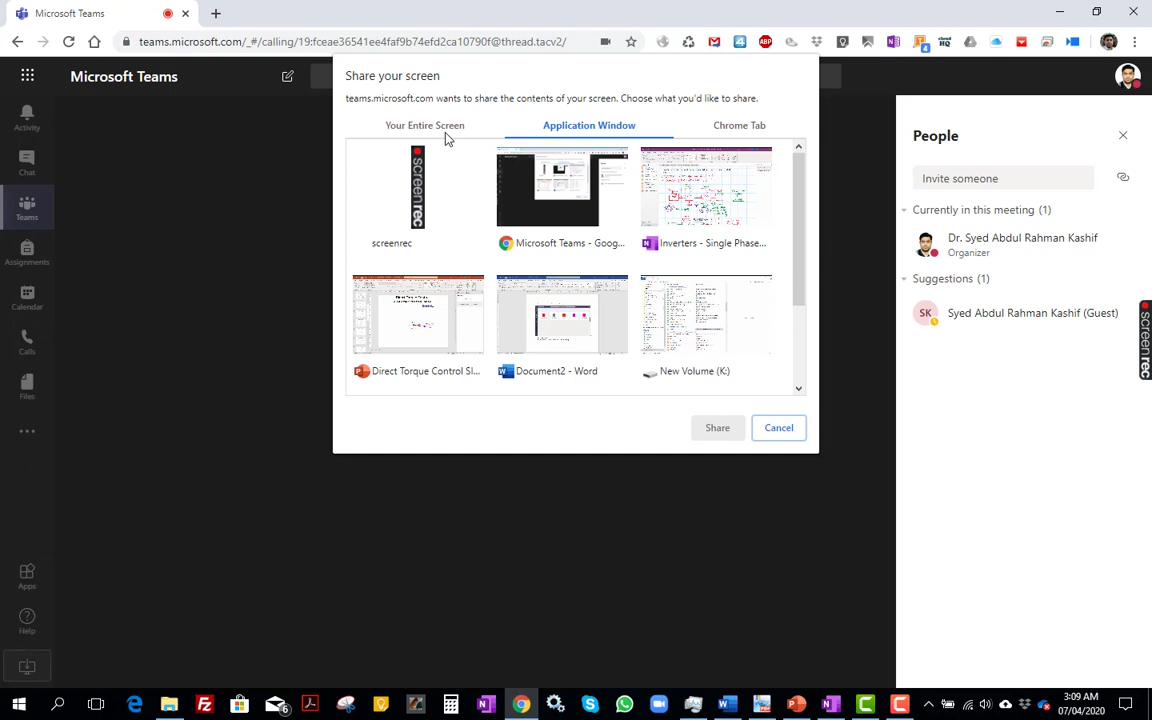 Microsoft Teams
teams.microsoft.com/_#/calling/19:fceae36541ee4faf9b74efd2ca10790f@thread.tacv2/
Microsoft Teams
Share your screen
teams.microsoft.com wants to share the contents of your screen. Choose what you'd like to share.
Your Entire Screen
Application Window
Chrome Tab
screenrec
screenrec
Microsoft Teams - Goog...
Inverters - Single Phase...
Direct Torque Control Sl...
Document2 - Word
New Volume (K:)
Share
Cancel
Activity
Chat
Teams
Assignments
Calendar
Calls
Files
Apps
Help
People
Invite someone
Currently in this meeting (1)
Dr. Syed Abdul Rahman Kashif
Organizer
Suggestions (1)
SK
Syed Abdul Rahman Kashif (Guest)
screenrec
3:09 AM
07/04/2020